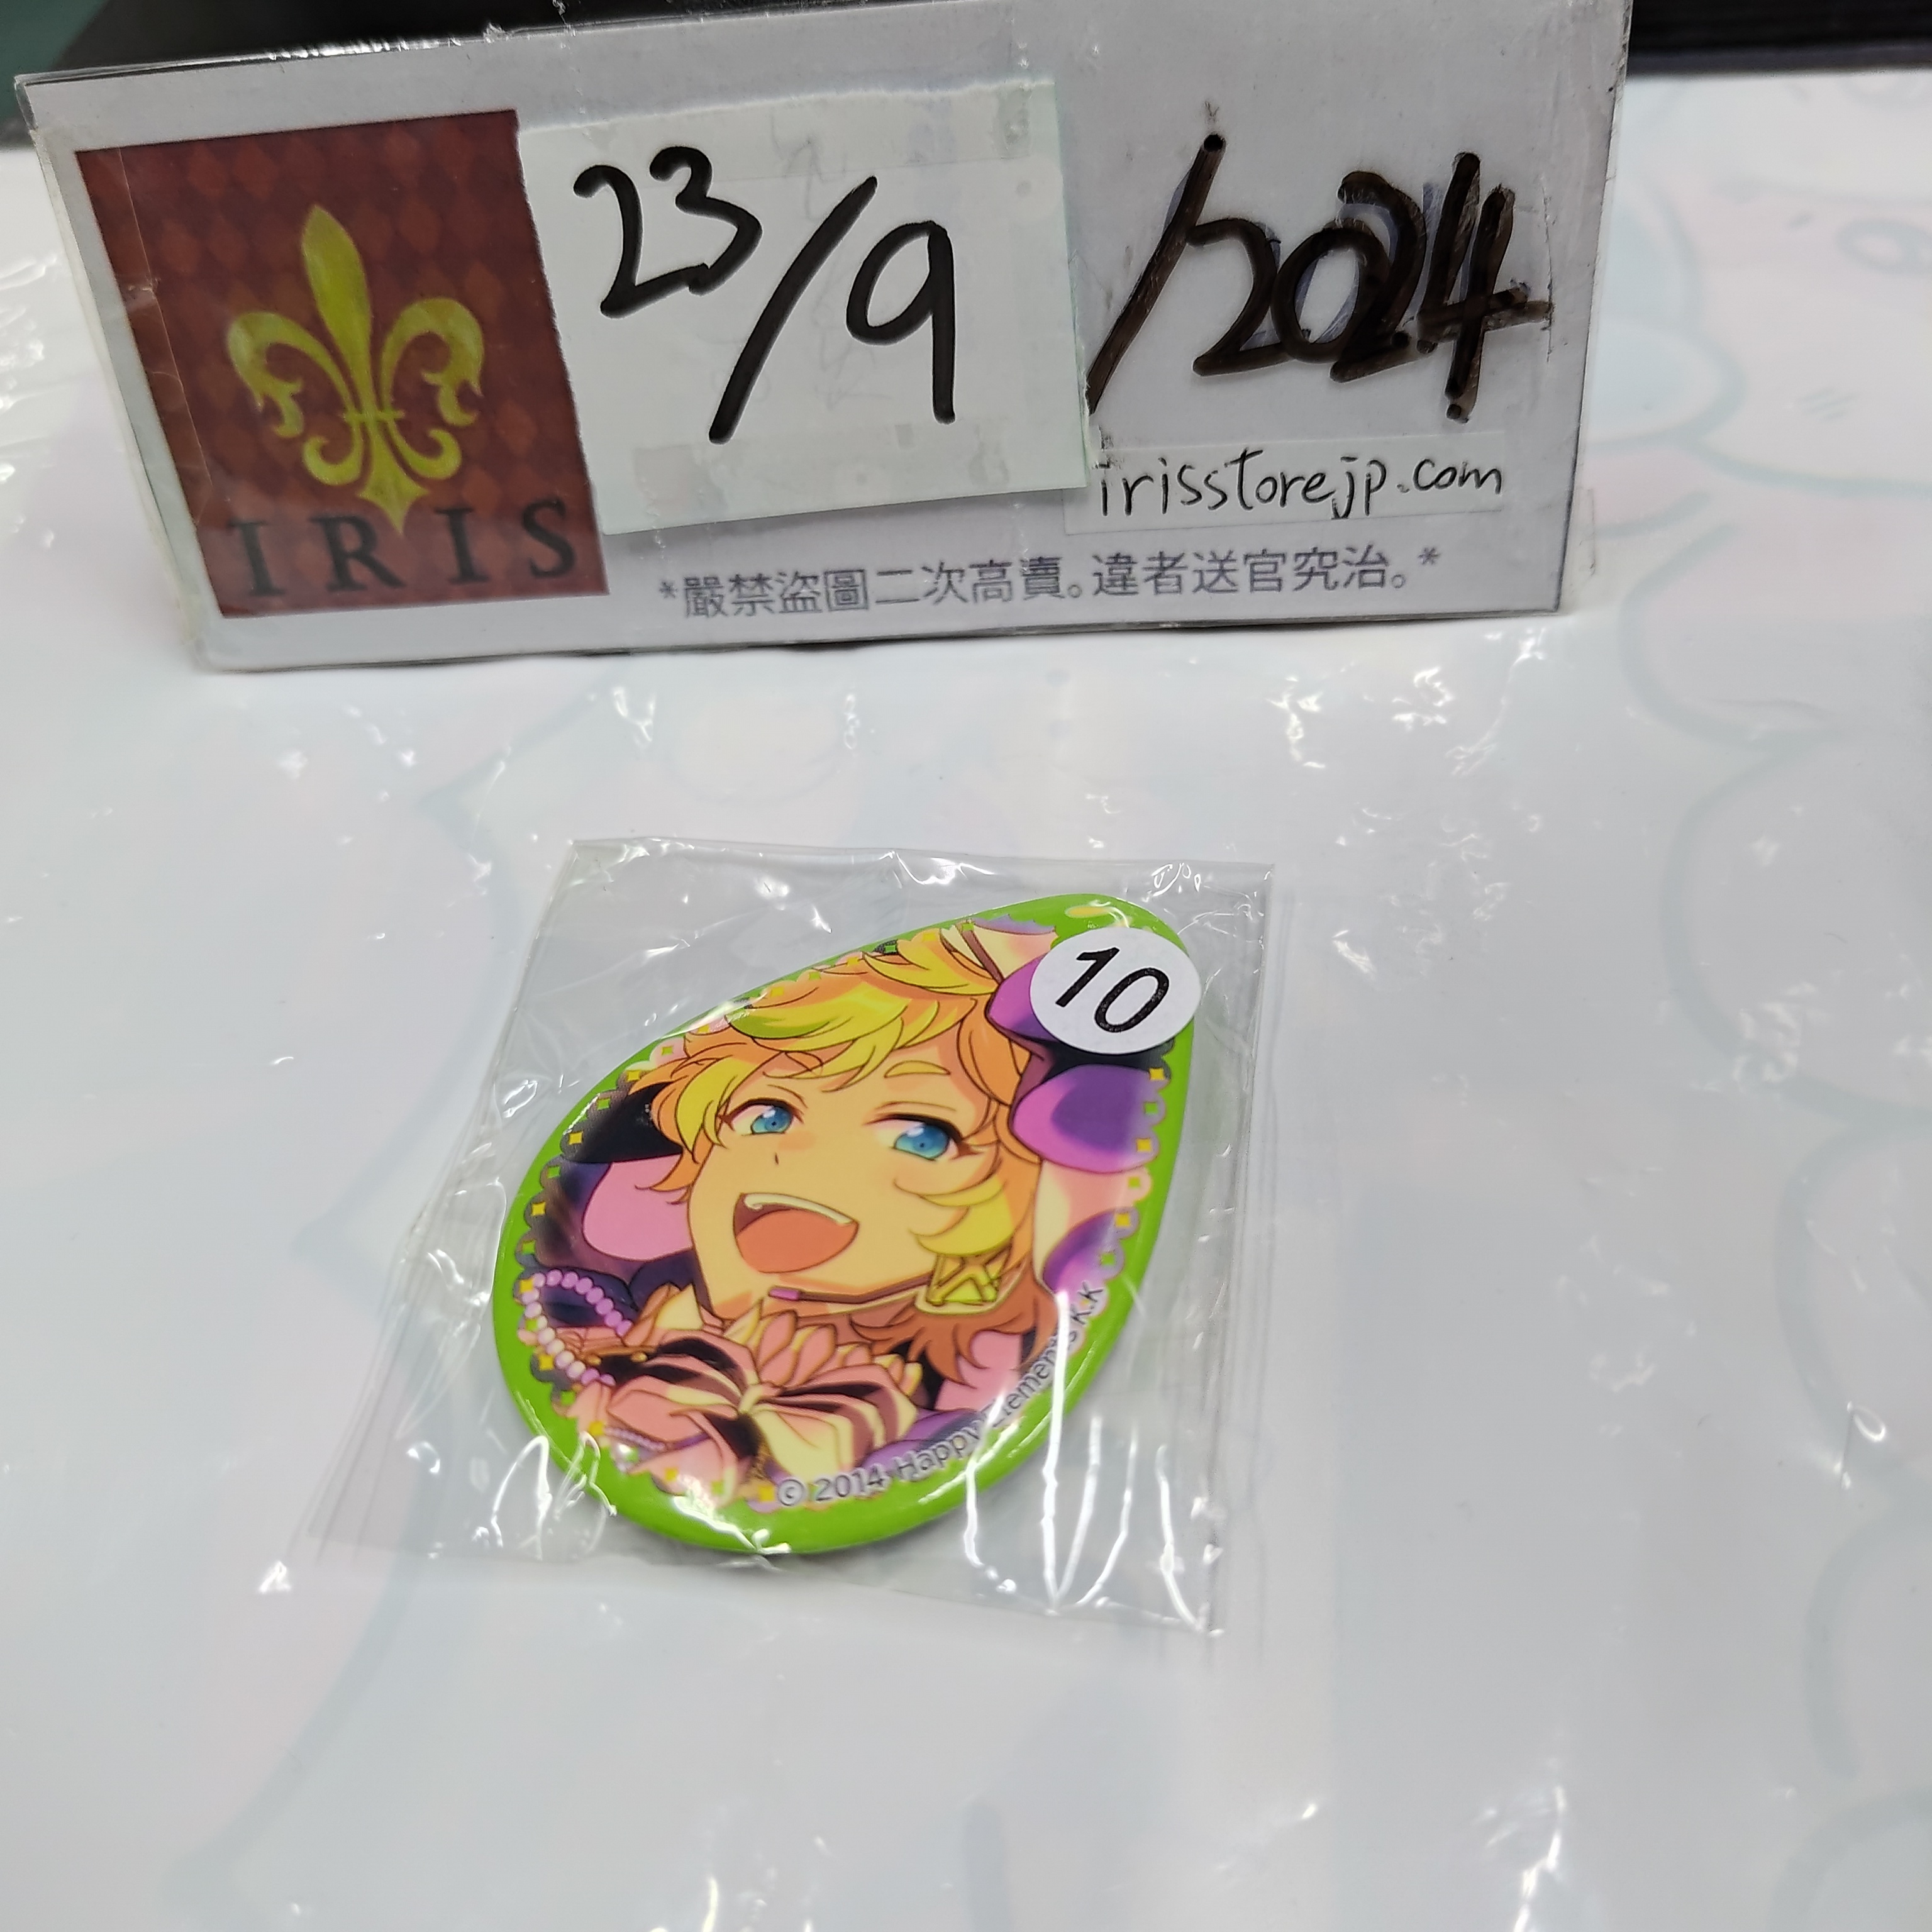 IRIS
23/9/2024
irisstorejp.com
*嚴禁盜圖二次高賣。違者送官究治。*
10
© 2014 Happy Elements K.K